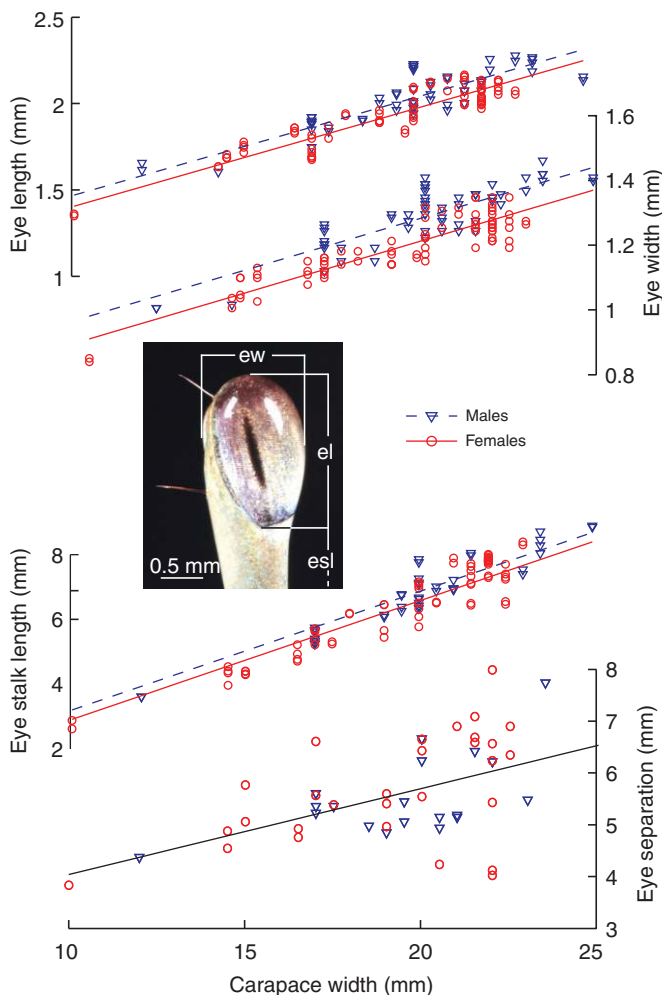 2.5
2
1.5
1
Eye length (mm)
1.6
1.4
1.2
1
0.8
Eye width (mm)
ew
el
esl
0.5 mm
Males
Females
8
6
4
2
Eye stalk length (mm)
8
7
6
5
4
3
Eye separation (mm)
10
15
20
25
Carapace width (mm)